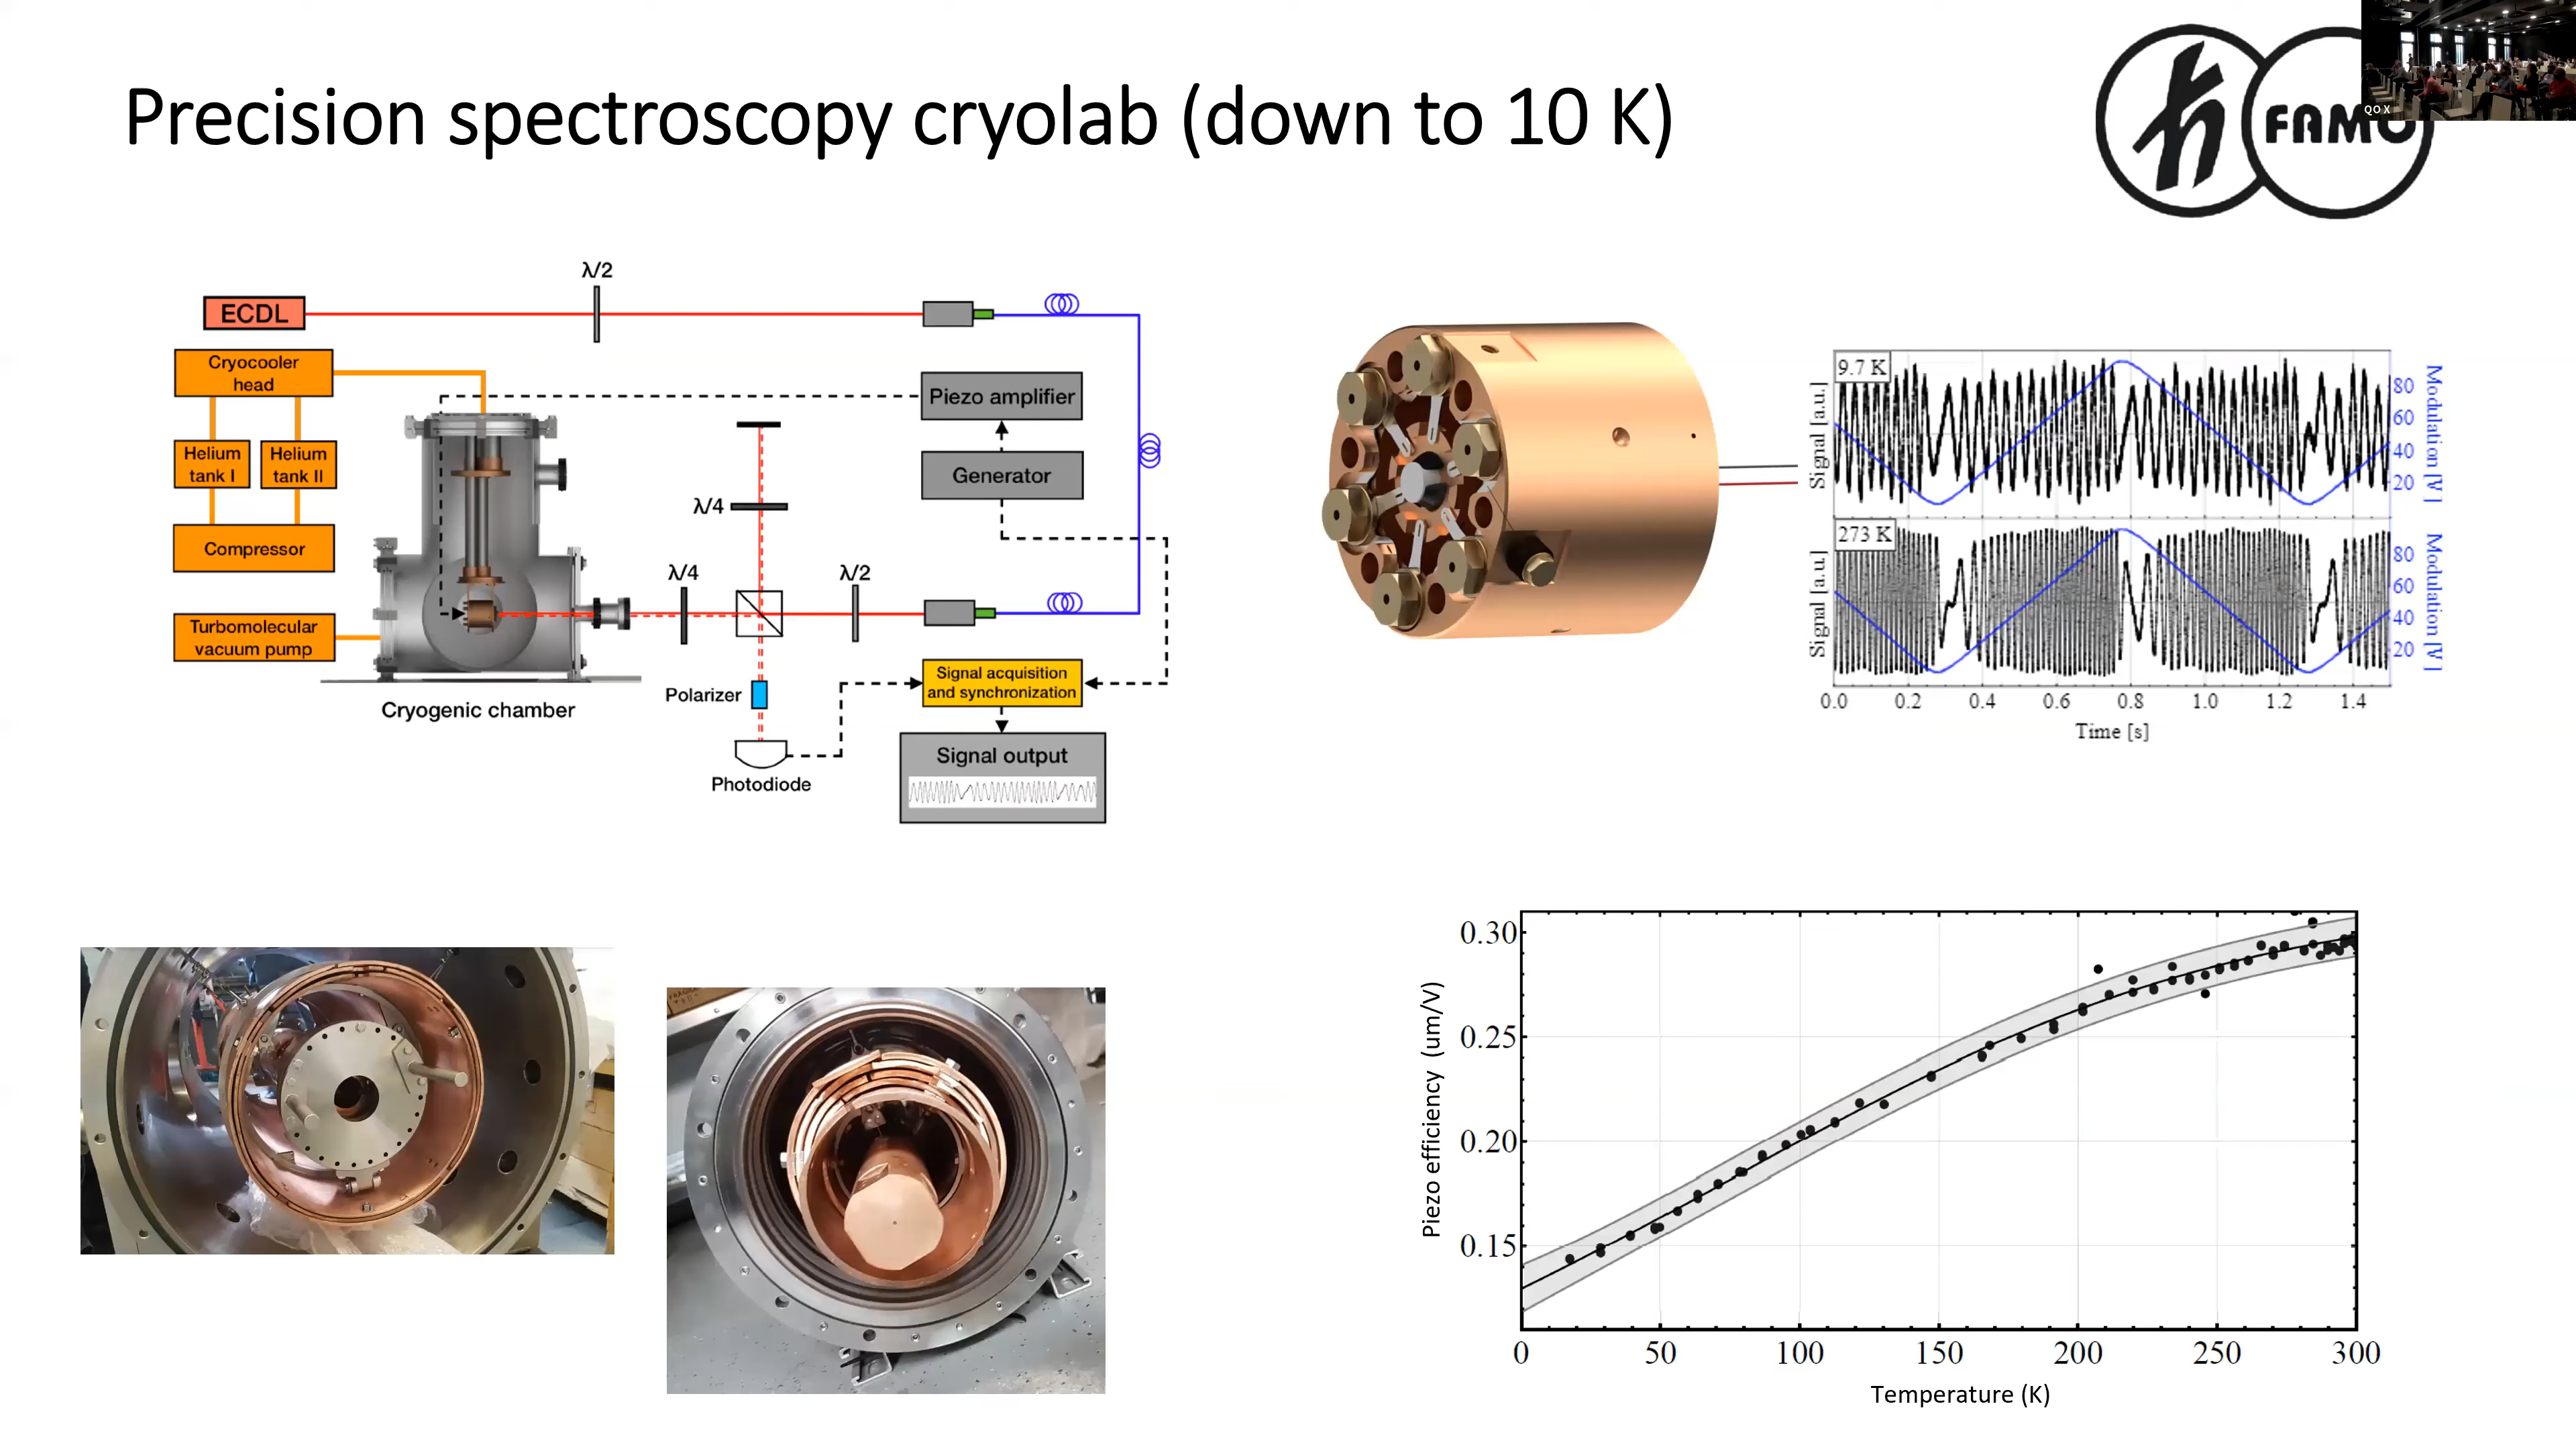 Precision spectroscopy cryolab (down to 10 K)
ħ
FAMO
QO X
λ/2
ECDL
Cryocooler
head
Helium
tank I
Helium
tank II
Compressor
Turbomolecular
vacuum pump
Cryogenic chamber
λ/4
λ/4
λ/2
Polarizer
Photodiode
Piezo amplifier
Generator
Signal acquisition
and synchronization
Signal output
9.7 K
Signal [a.u.]
80
60
40
20
Modulation [V]
273 K
Signal [a.u.]
80
60
40
20
Modulation [V]
0.0 0.2 0.4 0.6 0.8 1.0 1.2 1.4
Time [s]
0.30
0.25
0.20
0.15
Piezo efficiency (um/V)
0 50 100 150 200 250 300
Temperature (K)